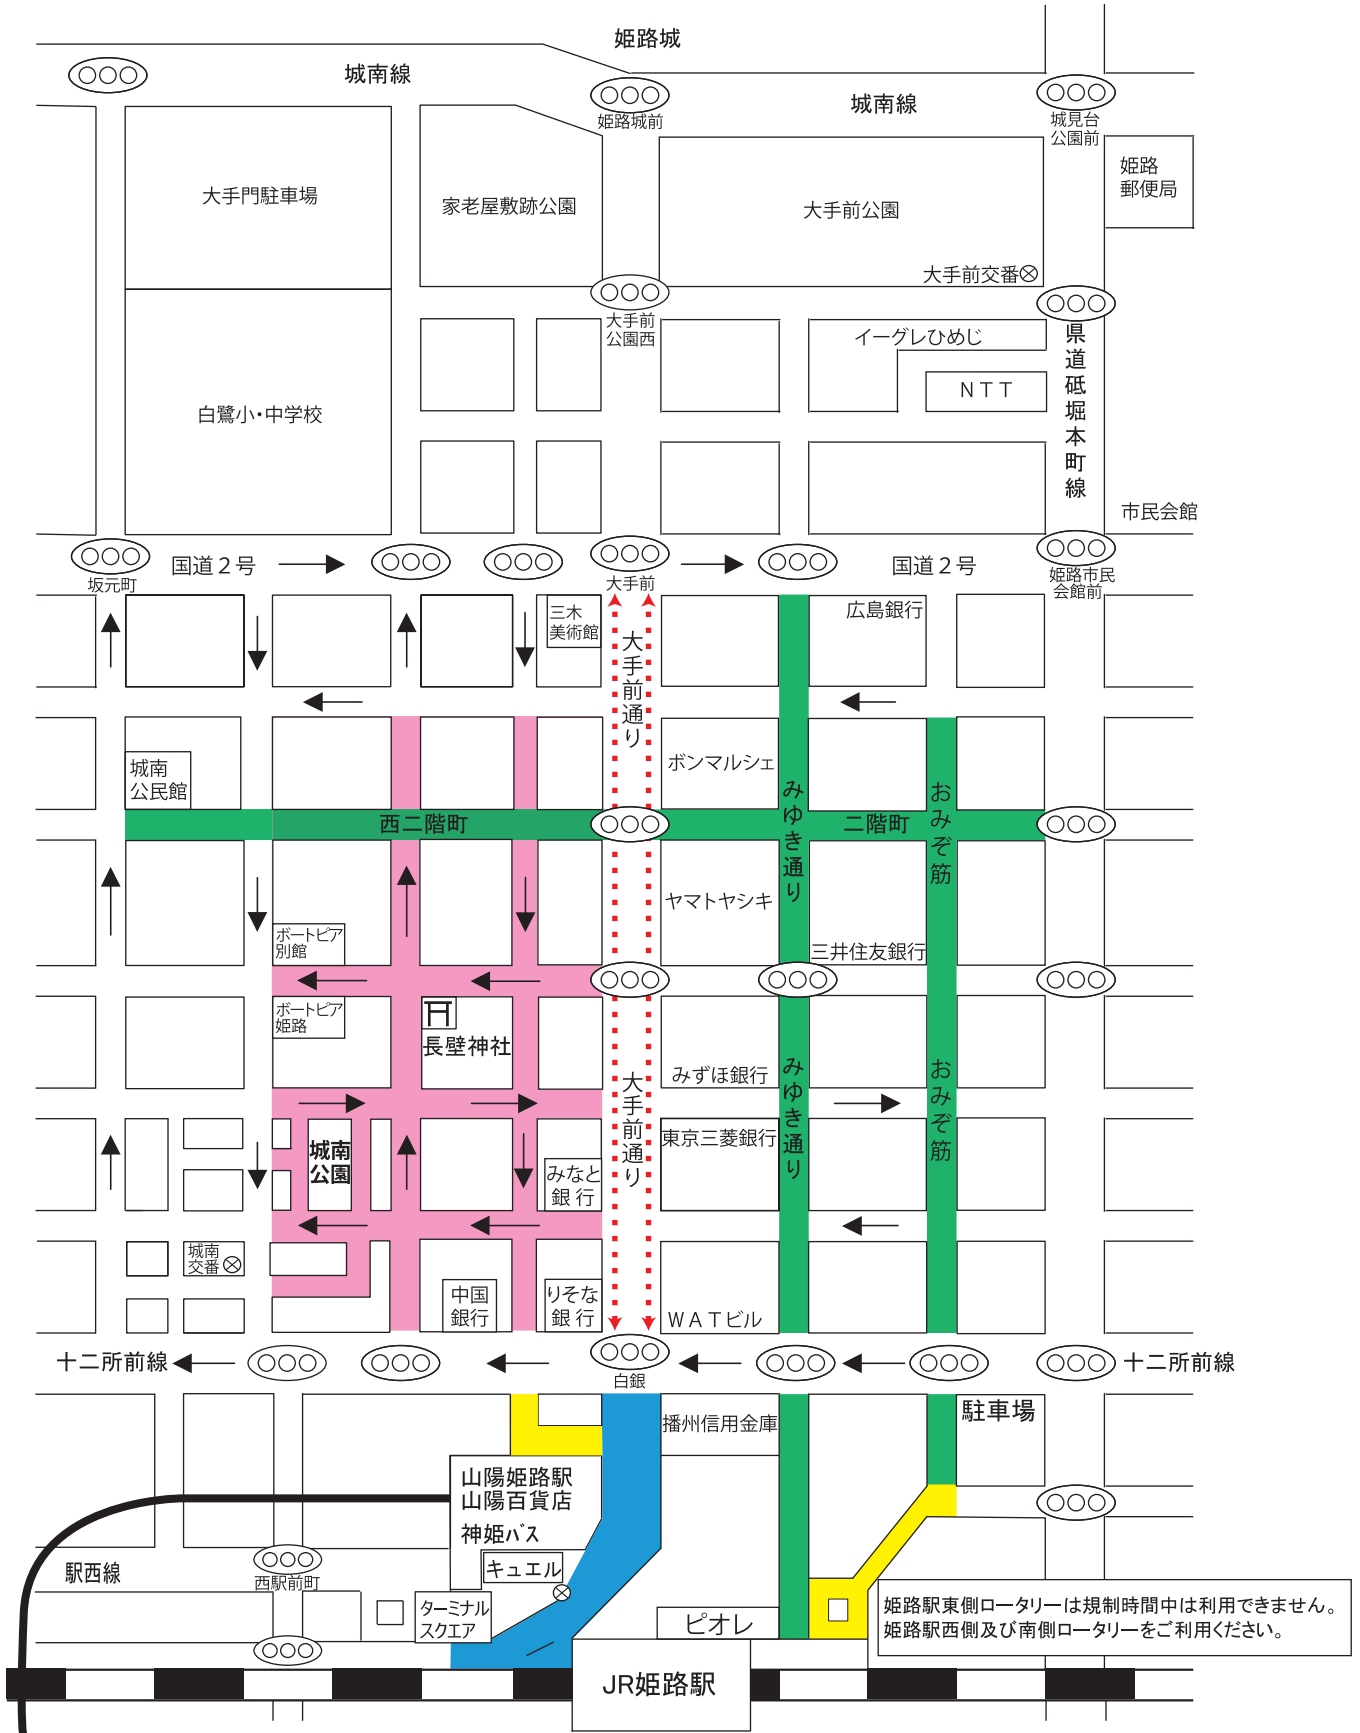 姫路城
城南線
城南線
姫路城前
城見台
公園前
姫路
郵便局
大手門駐車場
家老屋敷跡公園
大手前公園
大手前交番
大手前
公園西
イーグレひめじ
NTT
県道砥堀本町線
白鷺小・中学校
市民会館
国道2号
国道2号
坂元町
大手前
姫路市民
会館前
三木
美術館
広島銀行
大手前通り
城南
公民館
ボンマルシェ
みゆき通り
おみぞ筋
西二階町
二階町
ヤマトヤシキ
ポートピア
別館
三井住友銀行
ポートピア
姫路
長壁神社
みずほ銀行
大手前通り
みゆき通り
おみぞ筋
城南
公園
東京三菱銀行
みなと
銀行
城南
交番
中国
銀行
りそな
銀行
WATビル
十二所前線
十二所前線
白銀
播州信用金庫
駐車場
山陽姫路駅
山陽百貨店
神姫バス
キュエル
駅西線
西駅前町
ターミナル
スクエア
ピオレ
姫路駅東側ロータリーは規制時間中は利用できません。
姫路駅西側及び南側ロータリーをご利用ください。
JR姫路駅